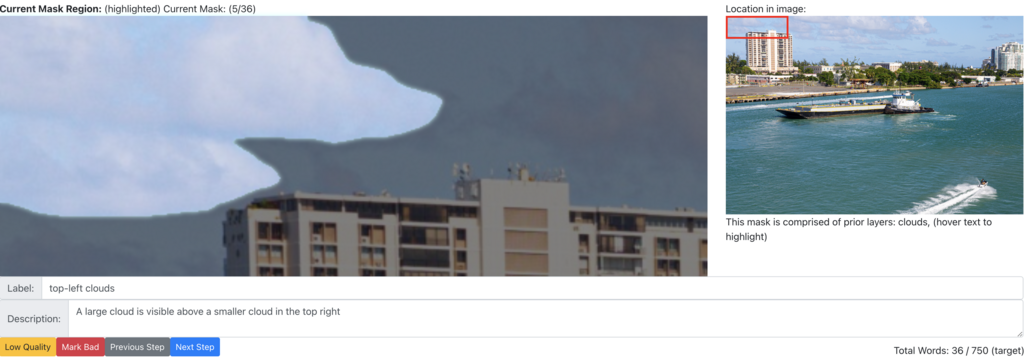 Current Mask Region: (highlighted) Current Mask: (5/36)
Location in image:
This mask is comprised of prior layers: clouds, (hover text to
highlight)
Label: top-left clouds
Description: A large cloud is visible above a smaller cloud in the top right
Low Quality Mark Bad Previous Step Next Step
Total Words: 36 / 750 (target)